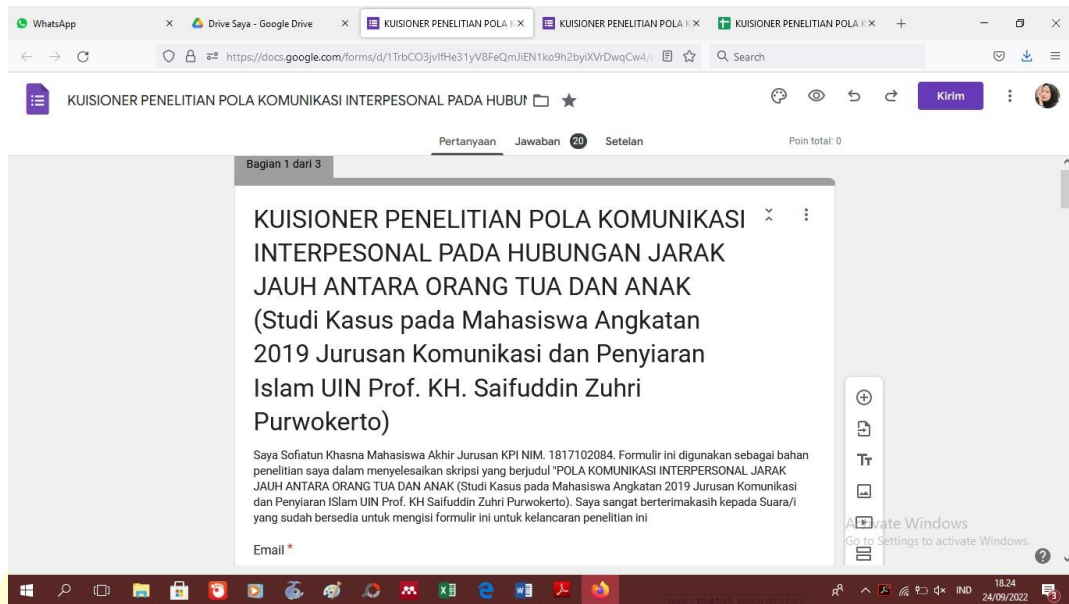 WhatsApp
Drive Saya - Google Drive
KUISIONER PENELITIAN POLA K
KUISIONER PENELITIAN POLA K
KUISIONER PENELITIAN POLA K
https://docs.google.com/forms/d/1TrbCO3jvIfHe31yV8FeQmJiEN1ko9h2byiXVrDwqCw4/
Search
KUISIONER PENELITIAN POLA KOMUNIKASI INTERPESONAL PADA HUBUN
Kirim
Pertanyaan Jawaban 20 Setelan
Poin total: 0
Bagian 1 dari 3
KUISIONER PENELITIAN POLA KOMUNIKASI
INTERPESONAL PADA HUBUNGAN JARAK
JAUH ANTARA ORANG TUA DAN ANAK
(Studi Kasus pada Mahasiswa Angkatan
2019 Jurusan Komunikasi dan Penyiaran
Islam UIN Prof. KH. Saifuddin Zuhri
Purwokerto)
Saya Sofiatun Khasna Mahasiswa Akhir Jurusan KPI NIM. 1817102084. Formulir ini digunakan sebagai bahan
penelitian saya dalam menyelesaikan skripsi yang berjudul "POLA KOMUNIKASI INTERPERSONAL JARAK
JAUH ANTARA ORANG TUA DAN ANAK (Studi Kasus pada Mahasiswa Angkatan 2019 Jurusan Komunikasi
dan Penyiaran ISlam UIN Prof. KH Saifuddin Zuhri Purwokerto). Saya sangat berterimakasih kepada Suara/i
yang sudah bersedia untuk mengisi formulir ini untuk kelancaran penelitian ini
Email *
Activate Windows
Go to Settings to activate Windows.
IND
18.24
24/09/2022
3